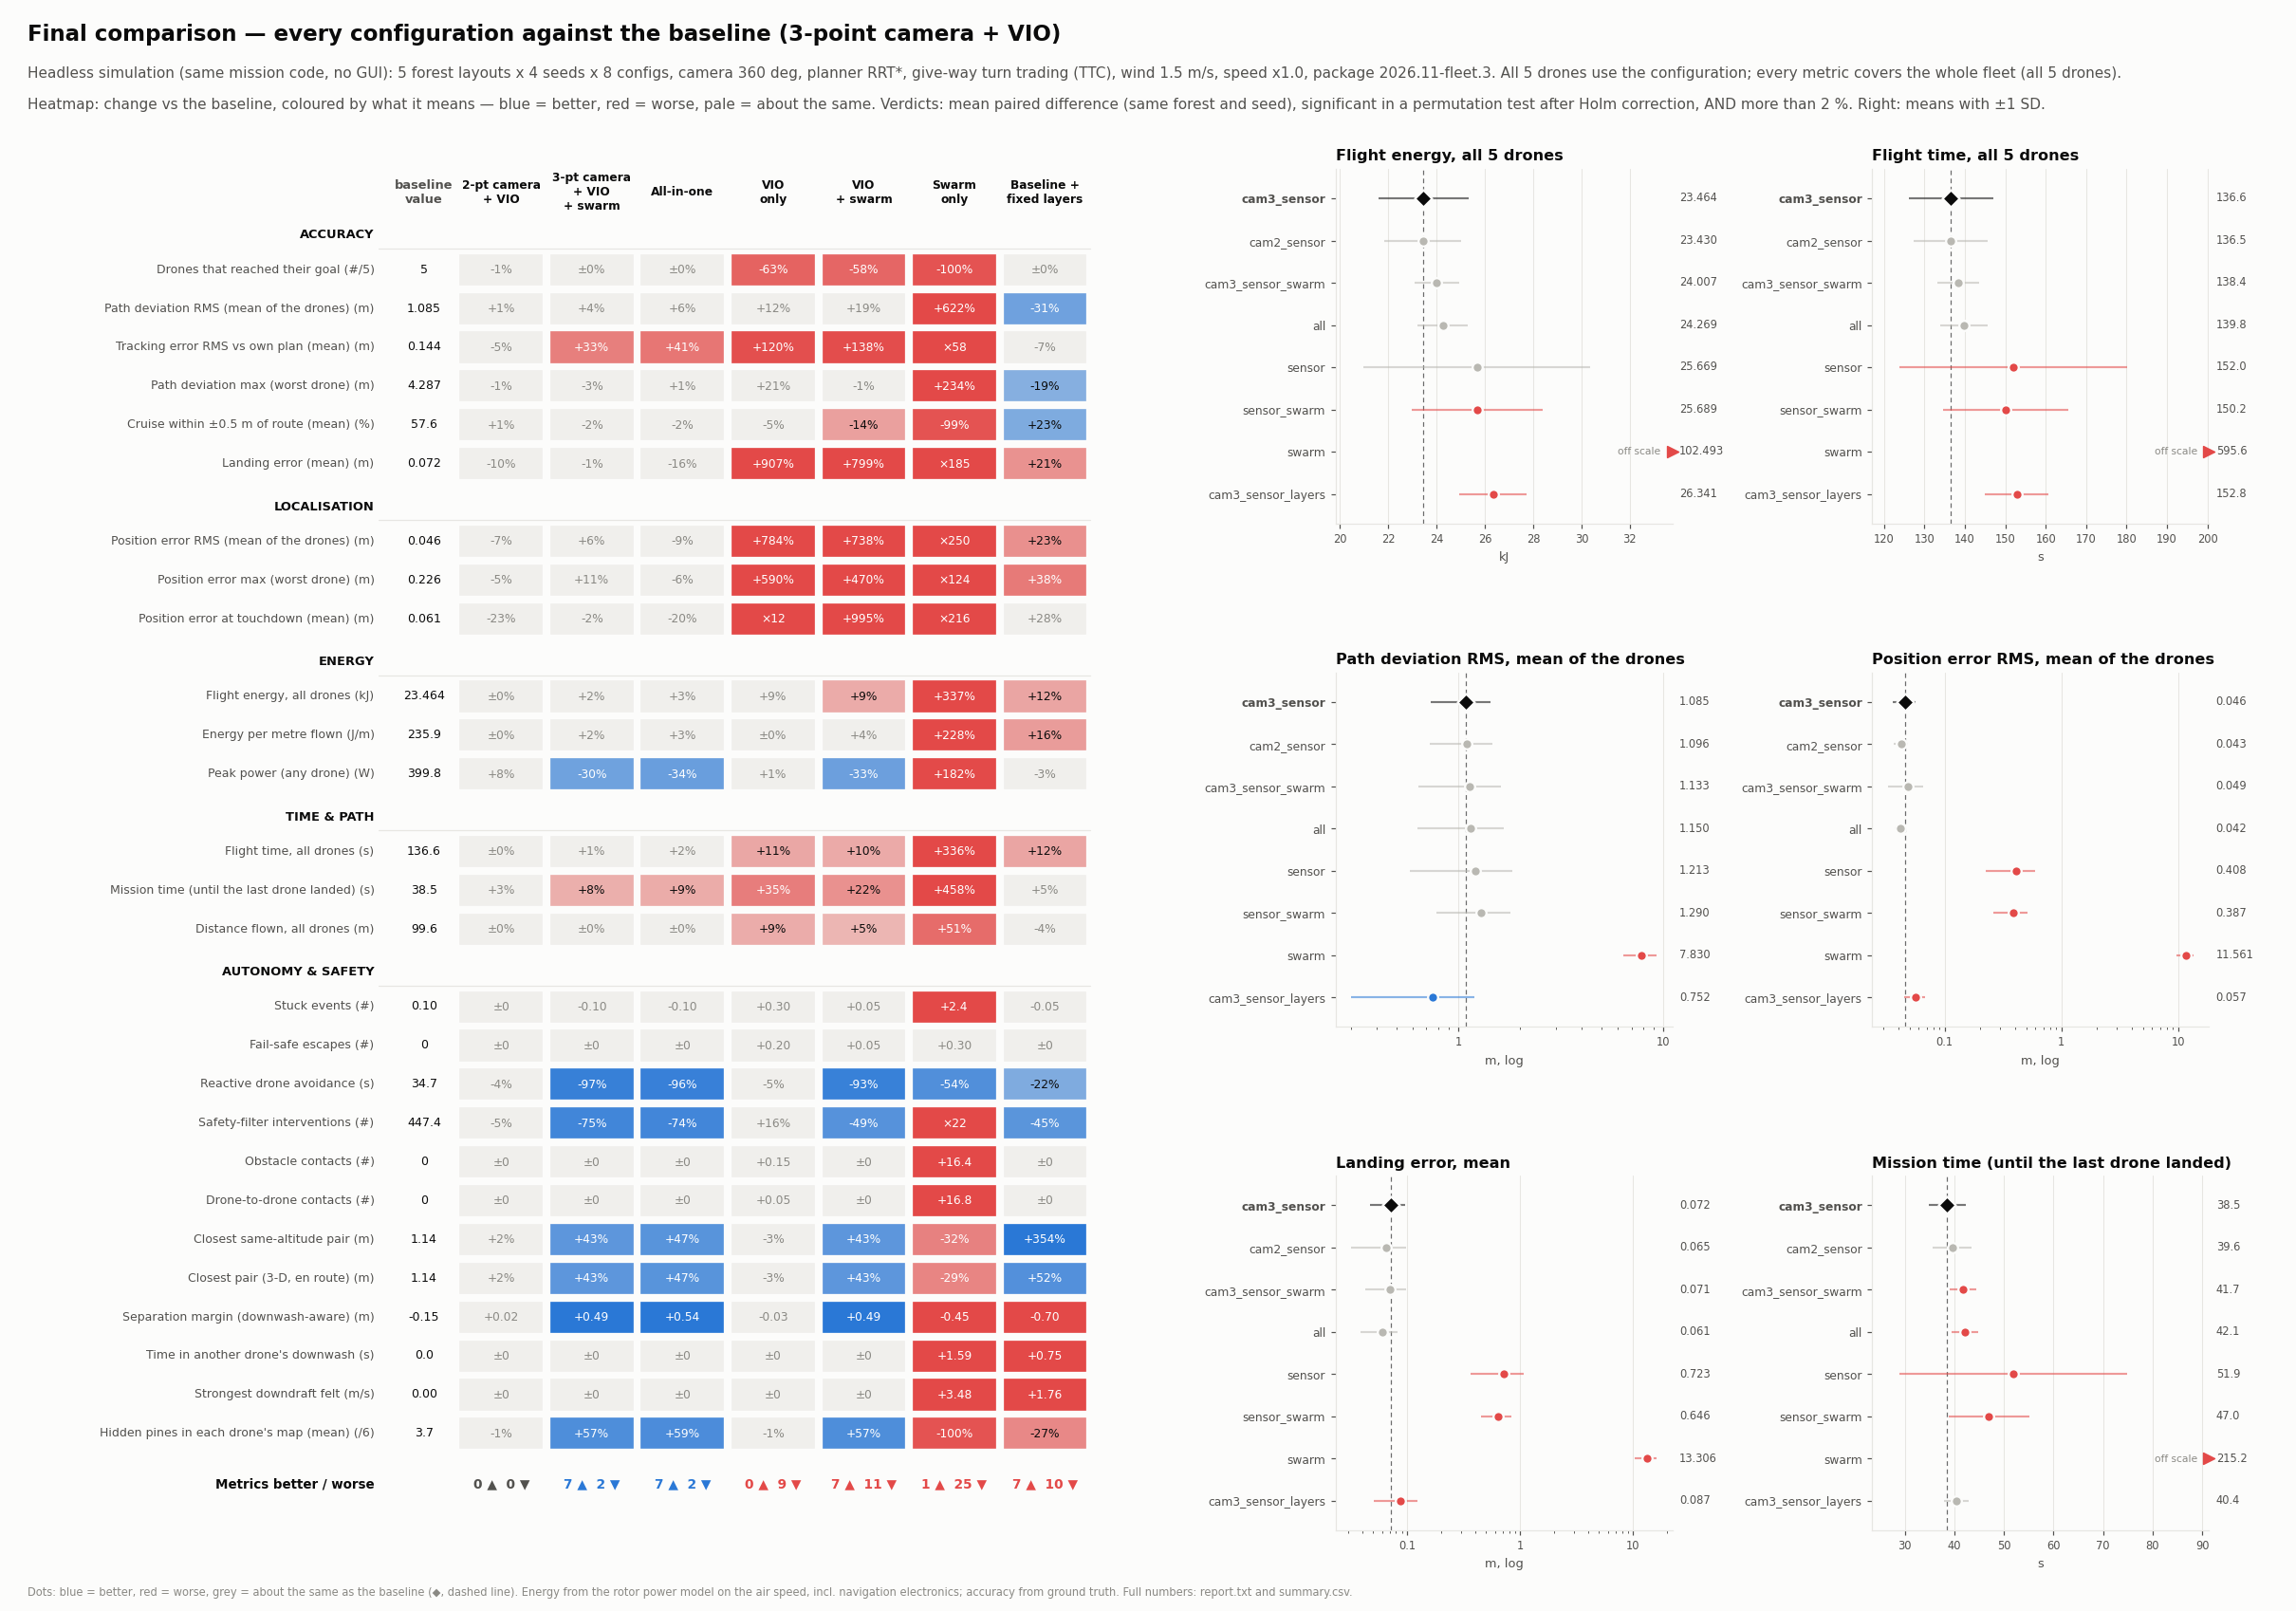 Final comparison — every configuration against the baseline (3-point camera + VIO)
Headless simulation (same mission code, no GUI): 5 forest layouts x 4 seeds x 8 configs, camera 360 deg, planner RRT*, give-way turn trading (TTC), wind 1.5 m/s, speed x1.0, package 2026.11-fleet.3. All 5 drones use the configuration; every metric covers the whole fleet (all 5 drones).
Heatmap: change vs the baseline, coloured by what it means — blue = better, red = worse, pale = about the same. Verdicts: mean paired difference (same forest and seed), significant in a permutation test after Holm correction, AND more than 2 %. Right: means with ±1 SD.
baseline value 2-pt camera + VIO 3-pt camera + VIO + swarm All-in-one VIO only VIO + swarm Swarm only Baseline + fixed layers
ACCURACY
Drones that reached their goal (#/5) 5 -1% ±0% ±0% -63% -58% -100% ±0%
Path deviation RMS (mean of the drones) (m) 1.085 +1% +4% +6% +12% +19% +622% -31%
Tracking error RMS vs own plan (mean) (m) 0.144 -5% +33% +41% +120% +138% ×58 -7%
Path deviation max (worst drone) (m) 4.287 -1% -3% +1% +21% -1% +234% -19%
Cruise within ±0.5 m of route (mean) (%) 57.6 +1% -2% -2% -5% -14% -99% +23%
Landing error (mean) (m) 0.072 -10% -1% -16% +907% +799% ×185 +21%
LOCALISATION
Position error RMS (mean of the drones) (m) 0.046 -7% +6% -9% +784% +738% ×250 +23%
Position error max (worst drone) (m) 0.226 -5% +11% -6% +590% +470% ×124 +38%
Position error at touchdown (mean) (m) 0.061 -23% -2% -20% ×12 +995% ×216 +28%
ENERGY
Flight energy, all drones (kJ) 23.464 ±0% +2% +3% +9% +9% +337% +12%
Energy per metre flown (J/m) 235.9 ±0% +2% +3% ±0% +4% +228% +16%
Peak power (any drone) (W) 399.8 +8% -30% -34% +1% -33% +182% -3%
TIME & PATH
Flight time, all drones (s) 136.6 ±0% +1% +2% +11% +10% +336% +12%
Mission time (until the last drone landed) (s) 38.5 +3% +8% +9% +35% +22% +458% +5%
Distance flown, all drones (m) 99.6 ±0% ±0% ±0% +9% +5% +51% -4%
AUTONOMY & SAFETY
Stuck events (#) 0.10 ±0 -0.10 -0.10 +0.30 +0.05 +2.4 -0.05
Fail-safe escapes (#) 0 ±0 ±0 ±0 +0.20 +0.05 +0.30 ±0
Reactive drone avoidance (s) 34.7 -4% -97% -96% -5% -93% -54% -22%
Safety-filter interventions (#) 447.4 -5% -75% -74% +16% -49% ×22 -45%
Obstacle contacts (#) 0 ±0 ±0 ±0 +0.15 ±0 +16.4 ±0
Drone-to-drone contacts (#) 0 ±0 ±0 ±0 +0.05 ±0 +16.8 ±0
Closest same-altitude pair (m) 1.14 +2% +43% +47% -3% +43% -32% +354%
Closest pair (3-D, en route) (m) 1.14 +2% +43% +47% -3% +43% -29% +52%
Separation margin (downwash-aware) (m) -0.15 +0.02 +0.49 +0.54 -0.03 +0.49 -0.45 -0.70
Time in another drone's downwash (s) 0.0 ±0 ±0 ±0 ±0 ±0 +1.59 +0.75
Strongest downdraft felt (m/s) 0.00 ±0 ±0 ±0 ±0 ±0 +3.48 +1.76
Hidden pines in each drone's map (mean) (/6) 3.7 -1% +57% +59% -1% +57% -100% -27%
Metrics better / worse 0 ▲ 0 ▼ 7 ▲ 2 ▼ 7 ▲ 2 ▼ 0 ▲ 9 ▼ 7 ▲ 11 ▼ 1 ▲ 25 ▼ 7 ▲ 10 ▼
Flight energy, all 5 drones
cam3_sensor 23.464
cam2_sensor 23.430
cam3_sensor_swarm 24.007
all 24.269
sensor 25.669
sensor_swarm 25.689
swarm off scale 102.493
cam3_sensor_layers 26.341
20 22 24 26 28 30 32
kJ
Flight time, all 5 drones
cam3_sensor 136.6
cam2_sensor 136.5
cam3_sensor_swarm 138.4
all 139.8
sensor 152.0
sensor_swarm 150.2
swarm off scale 595.6
cam3_sensor_layers 152.8
120 130 140 150 160 170 180 190 200
s
Path deviation RMS, mean of the drones
cam3_sensor 1.085
cam2_sensor 1.096
cam3_sensor_swarm 1.133
all 1.150
sensor 1.213
sensor_swarm 1.290
swarm 7.830
cam3_sensor_layers 0.752
1 10
m, log
Position error RMS, mean of the drones
cam3_sensor 0.046
cam2_sensor 0.043
cam3_sensor_swarm 0.049
all 0.042
sensor 0.408
sensor_swarm 0.387
swarm 11.561
cam3_sensor_layers 0.057
0.1 1 10
m, log
Landing error, mean
cam3_sensor 0.072
cam2_sensor 0.065
cam3_sensor_swarm 0.071
all 0.061
sensor 0.723
sensor_swarm 0.646
swarm 13.306
cam3_sensor_layers 0.087
0.1 1 10
m, log
Mission time (until the last drone landed)
cam3_sensor 38.5
cam2_sensor 39.6
cam3_sensor_swarm 41.7
all 42.1
sensor 51.9
sensor_swarm 47.0
swarm off scale 215.2
cam3_sensor_layers 40.4
30 40 50 60 70 80 90
s
Dots: blue = better, red = worse, grey = about the same as the baseline (◆, dashed line). Energy from the rotor power model on the air speed, incl. navigation electronics; accuracy from ground truth. Full numbers: report.txt and summary.csv.